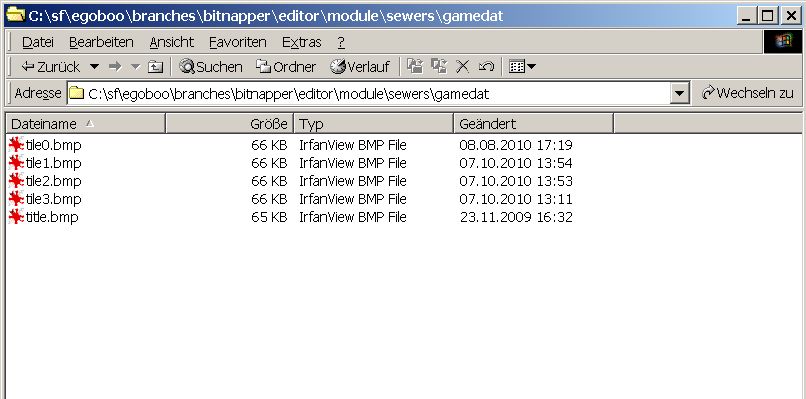 C:\sf\egoboo\branches\bitnapper\editor\module\sewers\gamedat
Datei Bearbeiten Ansicht Favoriten Extras ?
Zurück Suchen Ordner Verlauf
Adresse C:\sf\egoboo\branches\bitnapper\editor\module\sewers\gamedat Wechseln zu
Dateiname Größe Typ Geändert
tile0.bmp 66 KB IrfanView BMP File 08.08.2010 17:19
tile1.bmp 66 KB IrfanView BMP File 07.10.2010 13:54
tile2.bmp 66 KB IrfanView BMP File 07.10.2010 13:53
tile3.bmp 66 KB IrfanView BMP File 07.10.2010 13:11
title.bmp 65 KB IrfanView BMP File 23.11.2009 16:32